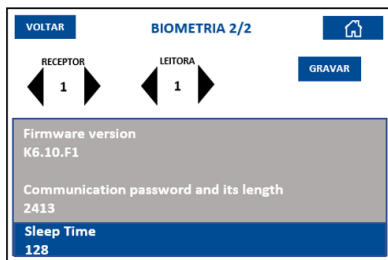 VOLTAR
BIOMETRIA 2/2
RECEPTOR
LEITORA
1
1
GRAVAR
Firmware version
K6.10.F1
Communication password and its length
2413
Sleep Time
128